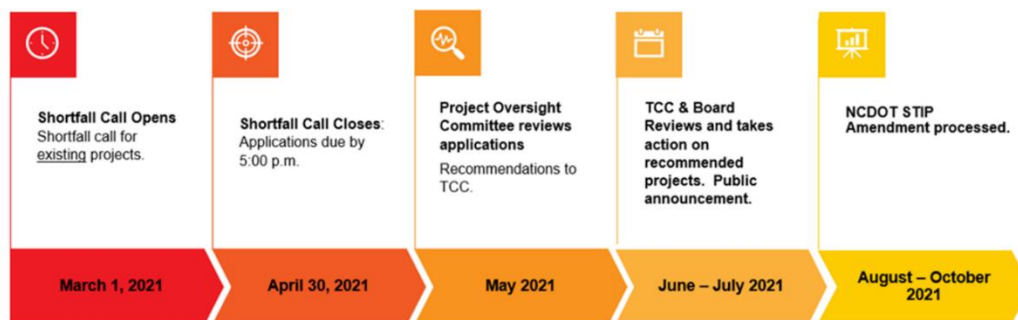 Shortfall Call Opens
Shortfall call for
existing projects.
March 1, 2021
Shortfall Call Closes:
Applications due by
5:00 p.m.
April 30, 2021
Project Oversight
Committee reviews
applications
Recommendations to
TCC.
May 2021
TCC & Board
Reviews and takes
action on
recommended
projects. Public
announcement.
June – July 2021
NCDOT STIP
Amendment processed.
August – October
2021